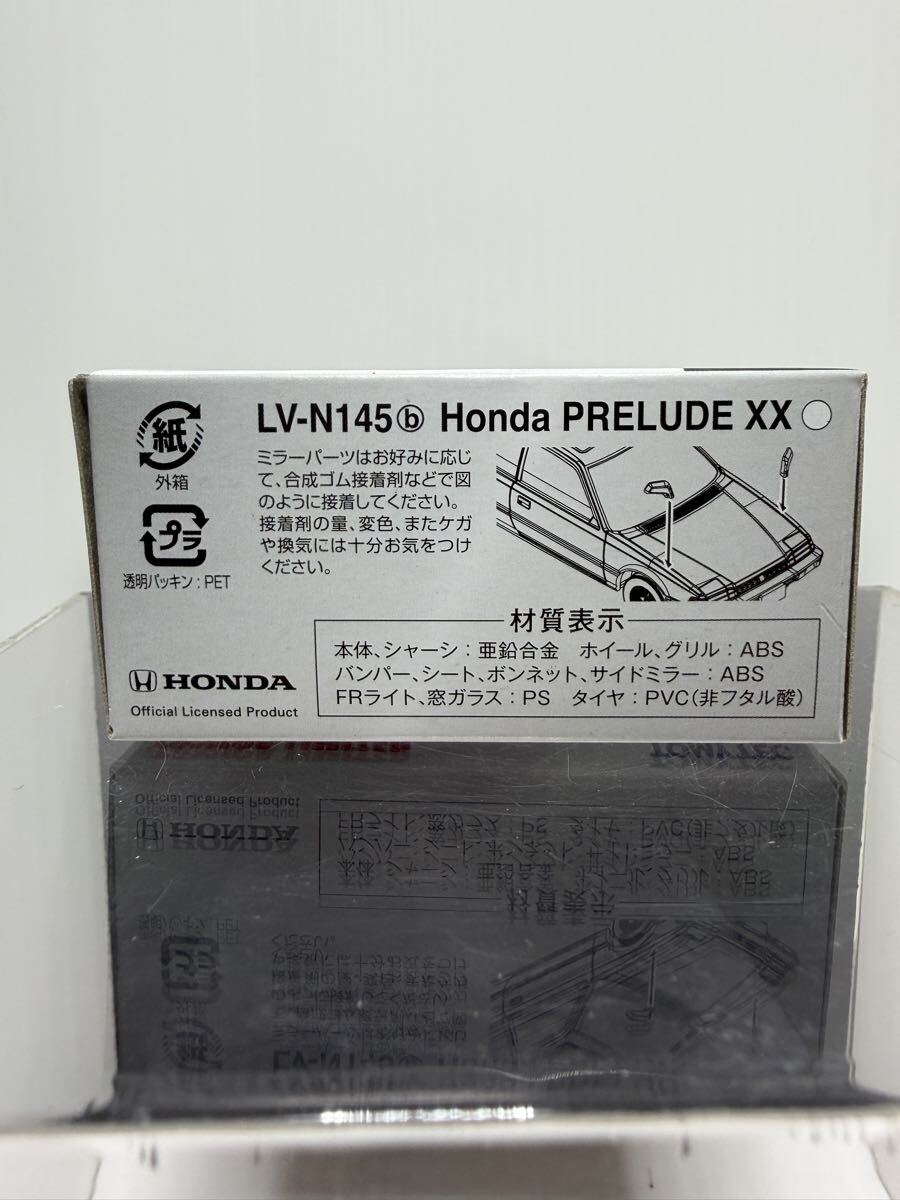 LV-N145ⓑ Honda PRELUDE XX
紙
外箱
プラ
透明パッキン：PET
ミラーパーツはお好みに応じ
て、合成ゴム接着剤などで図
のように接着してください。
接着剤の量、変色、またケガ
や換気には十分お気をつけ
ください。
材質表示
本体、シャーシ：亜鉛合金　ホイール、グリル：ABS
バンパー、シート、ボンネット、サイドミラー：ABS
FRライト、窓ガラス：PS　タイヤ：PVC（非フタル酸）
HONDA
Official Licensed Product
TOMYTEC